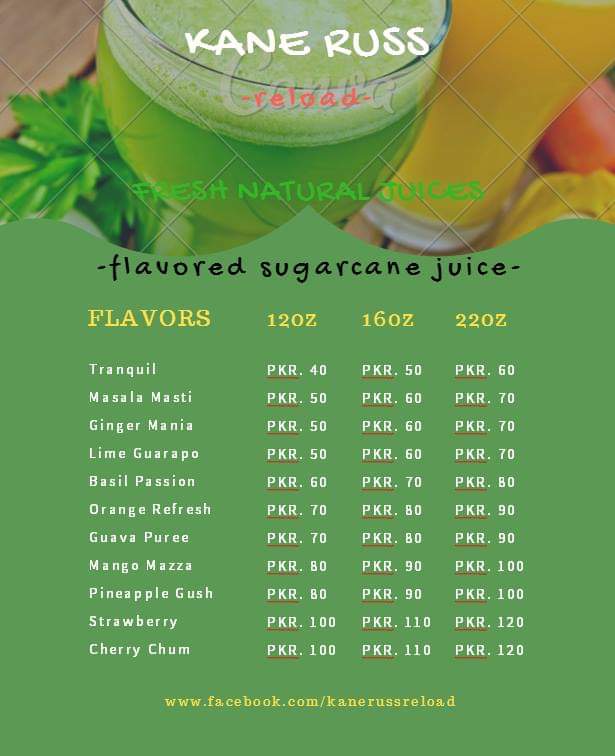 KANE RUSS
Canva
-reload-
FRESH NATURAL JUICES
-flavored sugarcane juice-
FLAVORS 12OZ 16OZ 22OZ
Tranquil PKR. 40 PKR. 50 PKR. 60
Masala Masti PKR. 50 PKR. 60 PKR. 70
Ginger Mania PKR. 50 PKR. 60 PKR. 70
Lime Guarapo PKR. 50 PKR. 60 PKR. 70
Basil Passion PKR. 60 PKR. 70 PKR. 80
Orange Refresh PKR. 70 PKR. 80 PKR. 90
Guava Puree PKR. 70 PKR. 80 PKR. 90
Mango Mazza PKR. 80 PKR. 90 PKR. 100
Pineapple Gush PKR. 80 PKR. 90 PKR. 100
Strawberry PKR. 100 PKR. 110 PKR. 120
Cherry Chum PKR. 100 PKR. 110 PKR. 120
www.facebook.com/kanerussreload